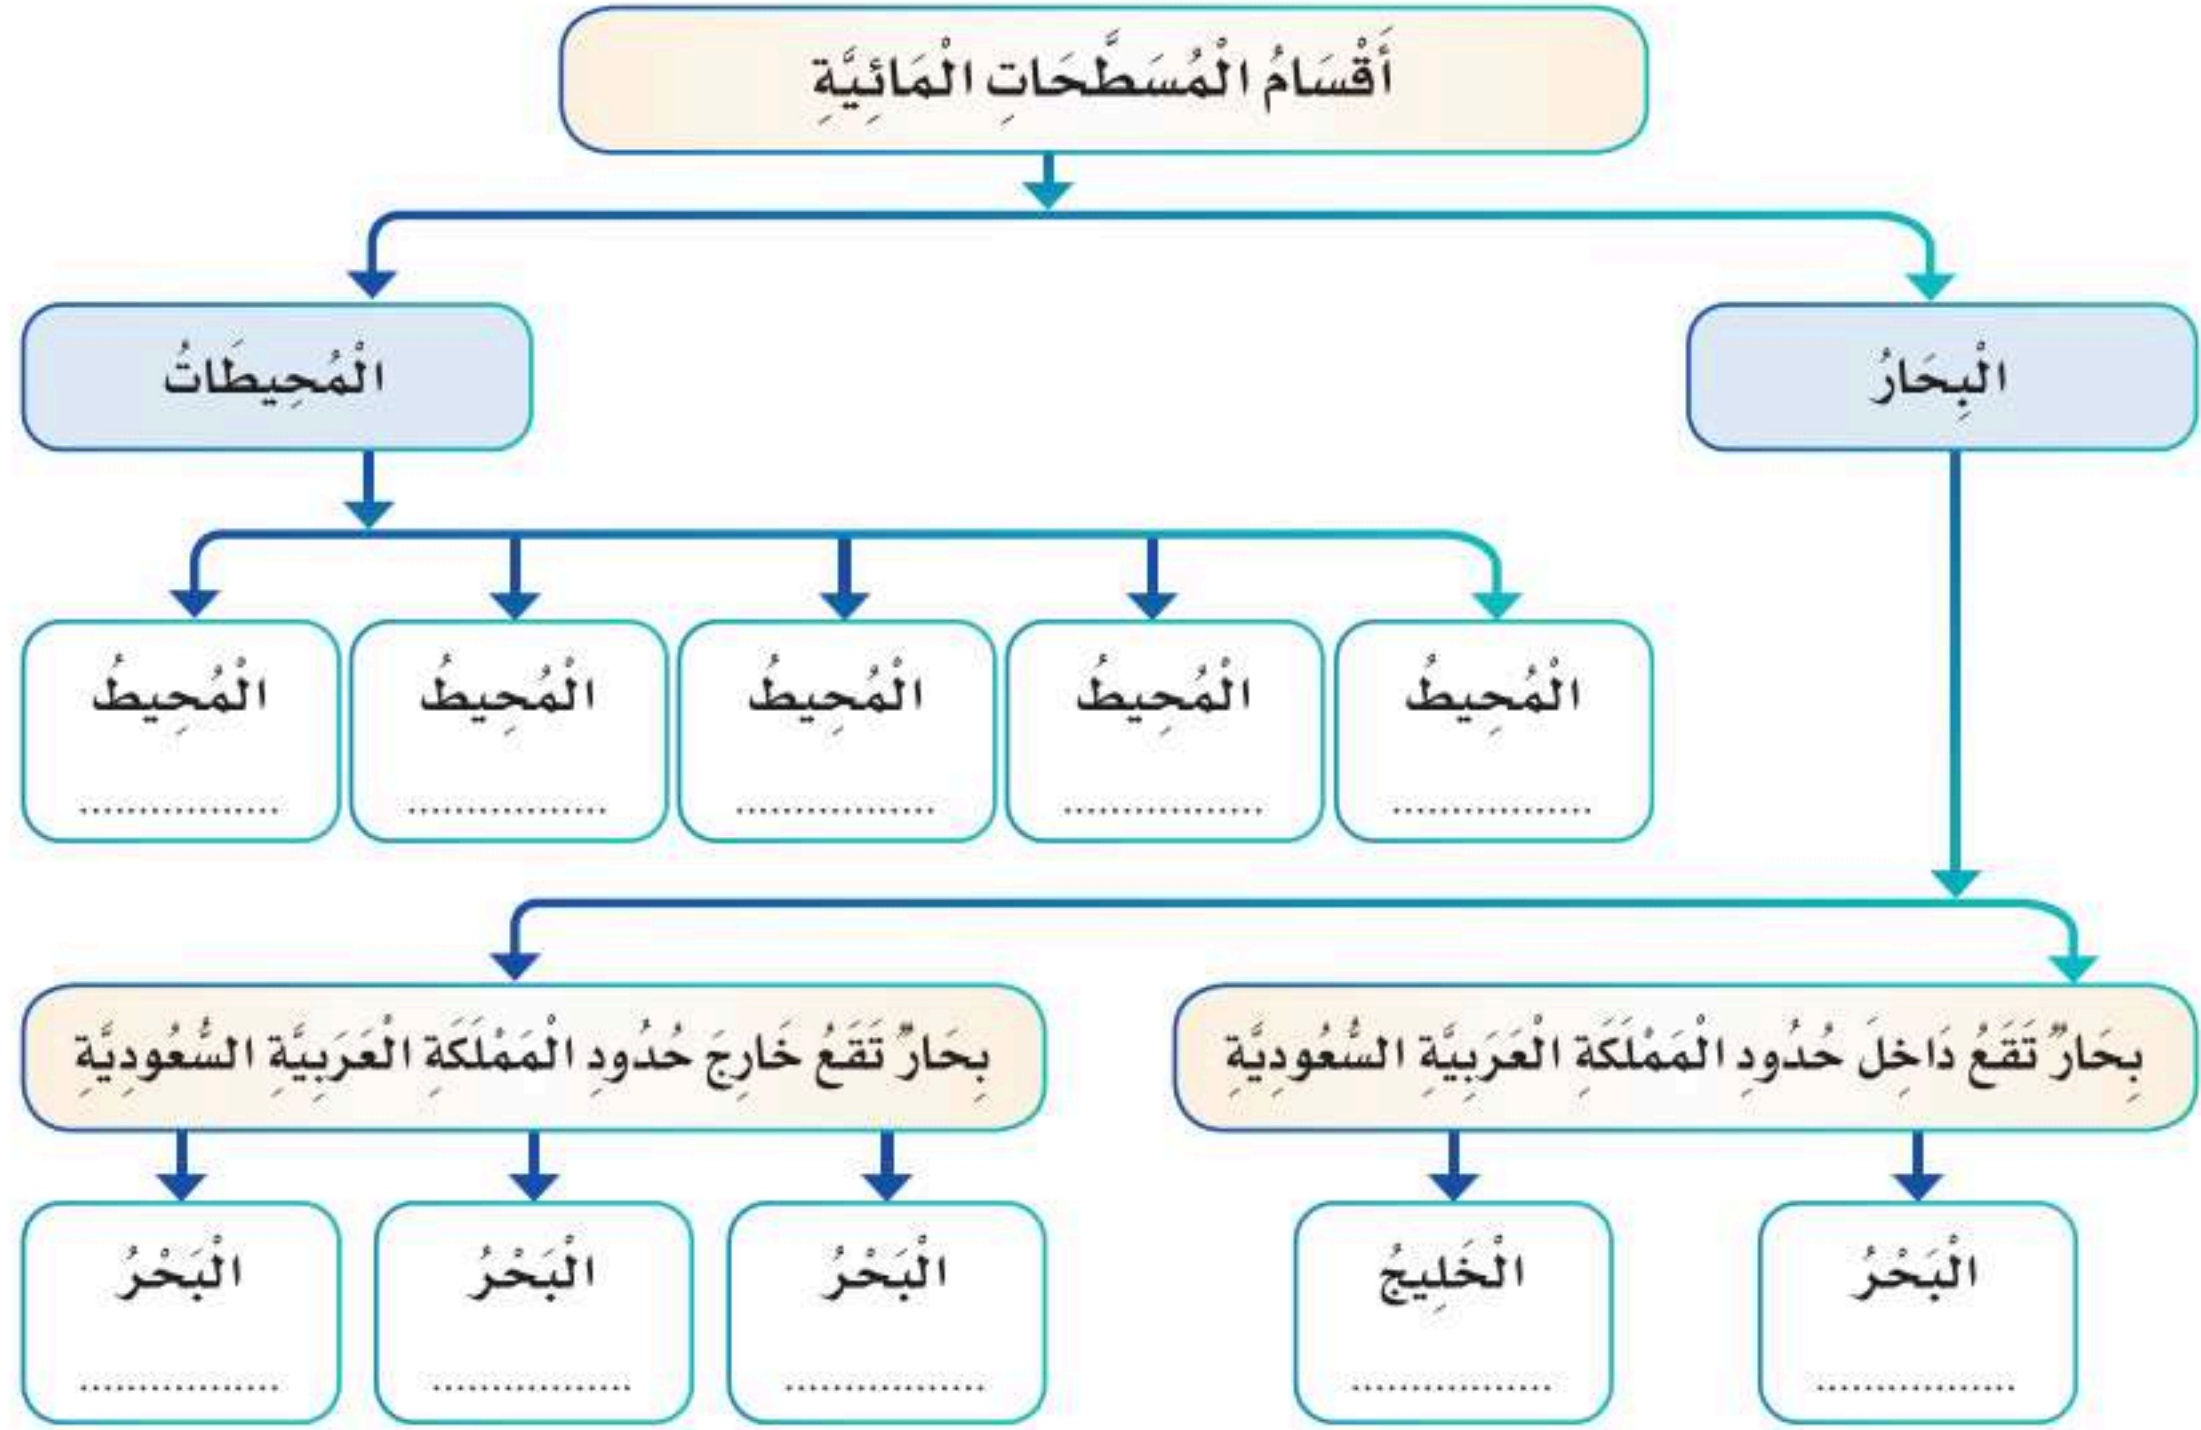 أَقْسَامُ الْمُسَطَّحَاتِ الْمَائِيَّةِ
الْبِحَارُ
الْمُحِيطَاتُ
الْمُحِيطُ
................
الْمُحِيطُ
................
الْمُحِيطُ
................
الْمُحِيطُ
................
الْمُحِيطُ
................
بِحَارٌ تَقَعُ دَاخِلَ حُدُودِ الْمَمْلَكَةِ الْعَرَبِيَّةِ السُّعُودِيَّةِ
بِحَارٌ تَقَعُ خَارِجَ حُدُودِ الْمَمْلَكَةِ الْعَرَبِيَّةِ السُّعُودِيَّةِ
الْبَحْرُ
................
الْخَلِيجُ
................
الْبَحْرُ
................
الْبَحْرُ
................
الْبَحْرُ
................